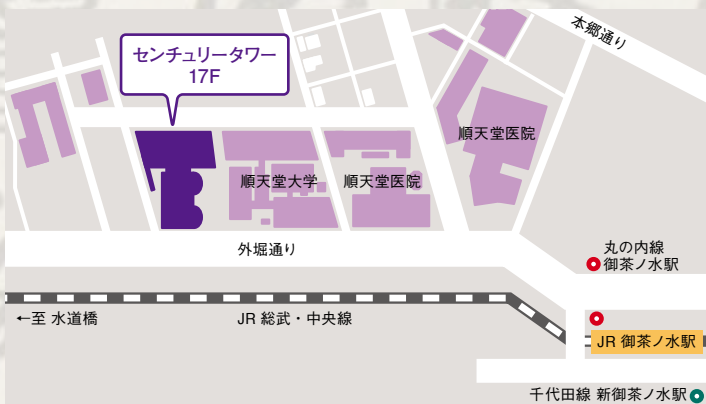 本郷通り
センチュリータワー
17F
順天堂医院
順天堂大学
順天堂医院
外堀通り
丸の内線
御茶ノ水駅
←至 水道橋
JR 総武・中央線
JR 御茶ノ水駅
千代田線 新御茶ノ水駅